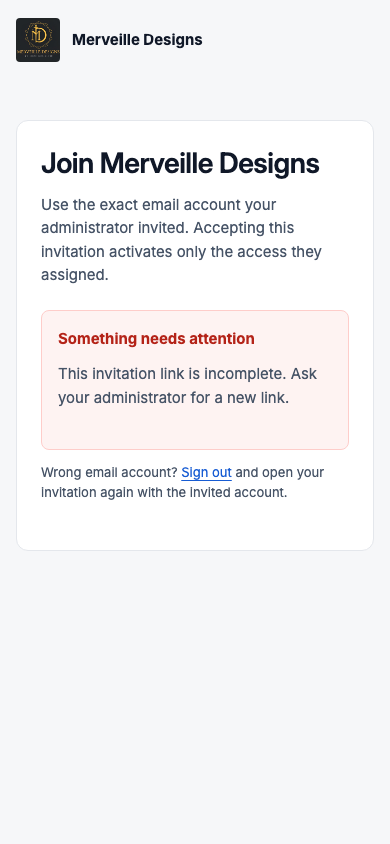 MERVEILLE DESIGNS
Merveille Designs
Join Merveille Designs
Use the exact email account your
administrator invited. Accepting this
invitation activates only the access they
assigned.
Something needs attention
This invitation link is incomplete. Ask
your administrator for a new link.
Wrong email account? Sign out and open your
invitation again with the invited account.